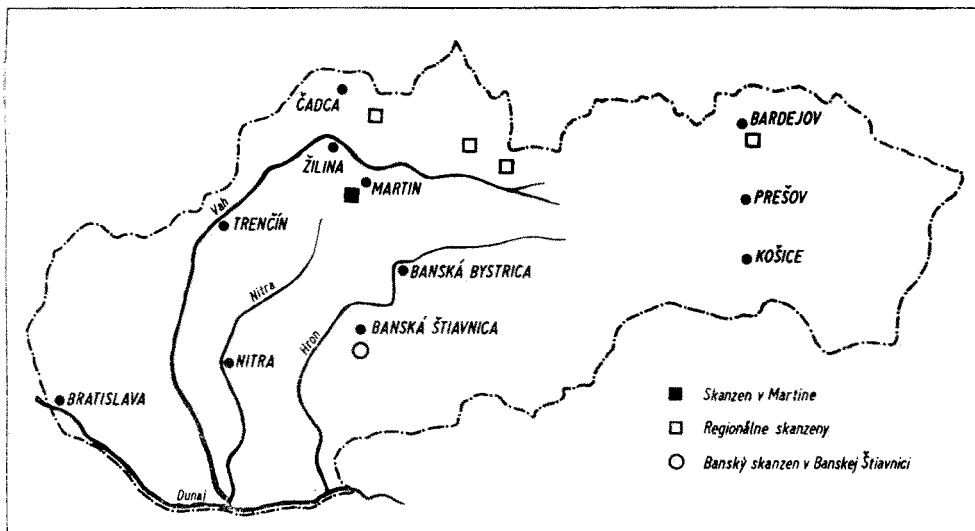 ČADCA
BARDEJOV
ŽILINA
MARTIN
PREŠOV
Vah
TRENČÍN
KOŠICE
BANSKÁ BYSTRICA
Nitra
Hron
BANSKÁ ŠTIAVNICA
NITRA
BRATISLAVA
Skanzen v Martine
Regionálne skanzeny
Banský skanzen v Banskej Štiavnici
Dunaj